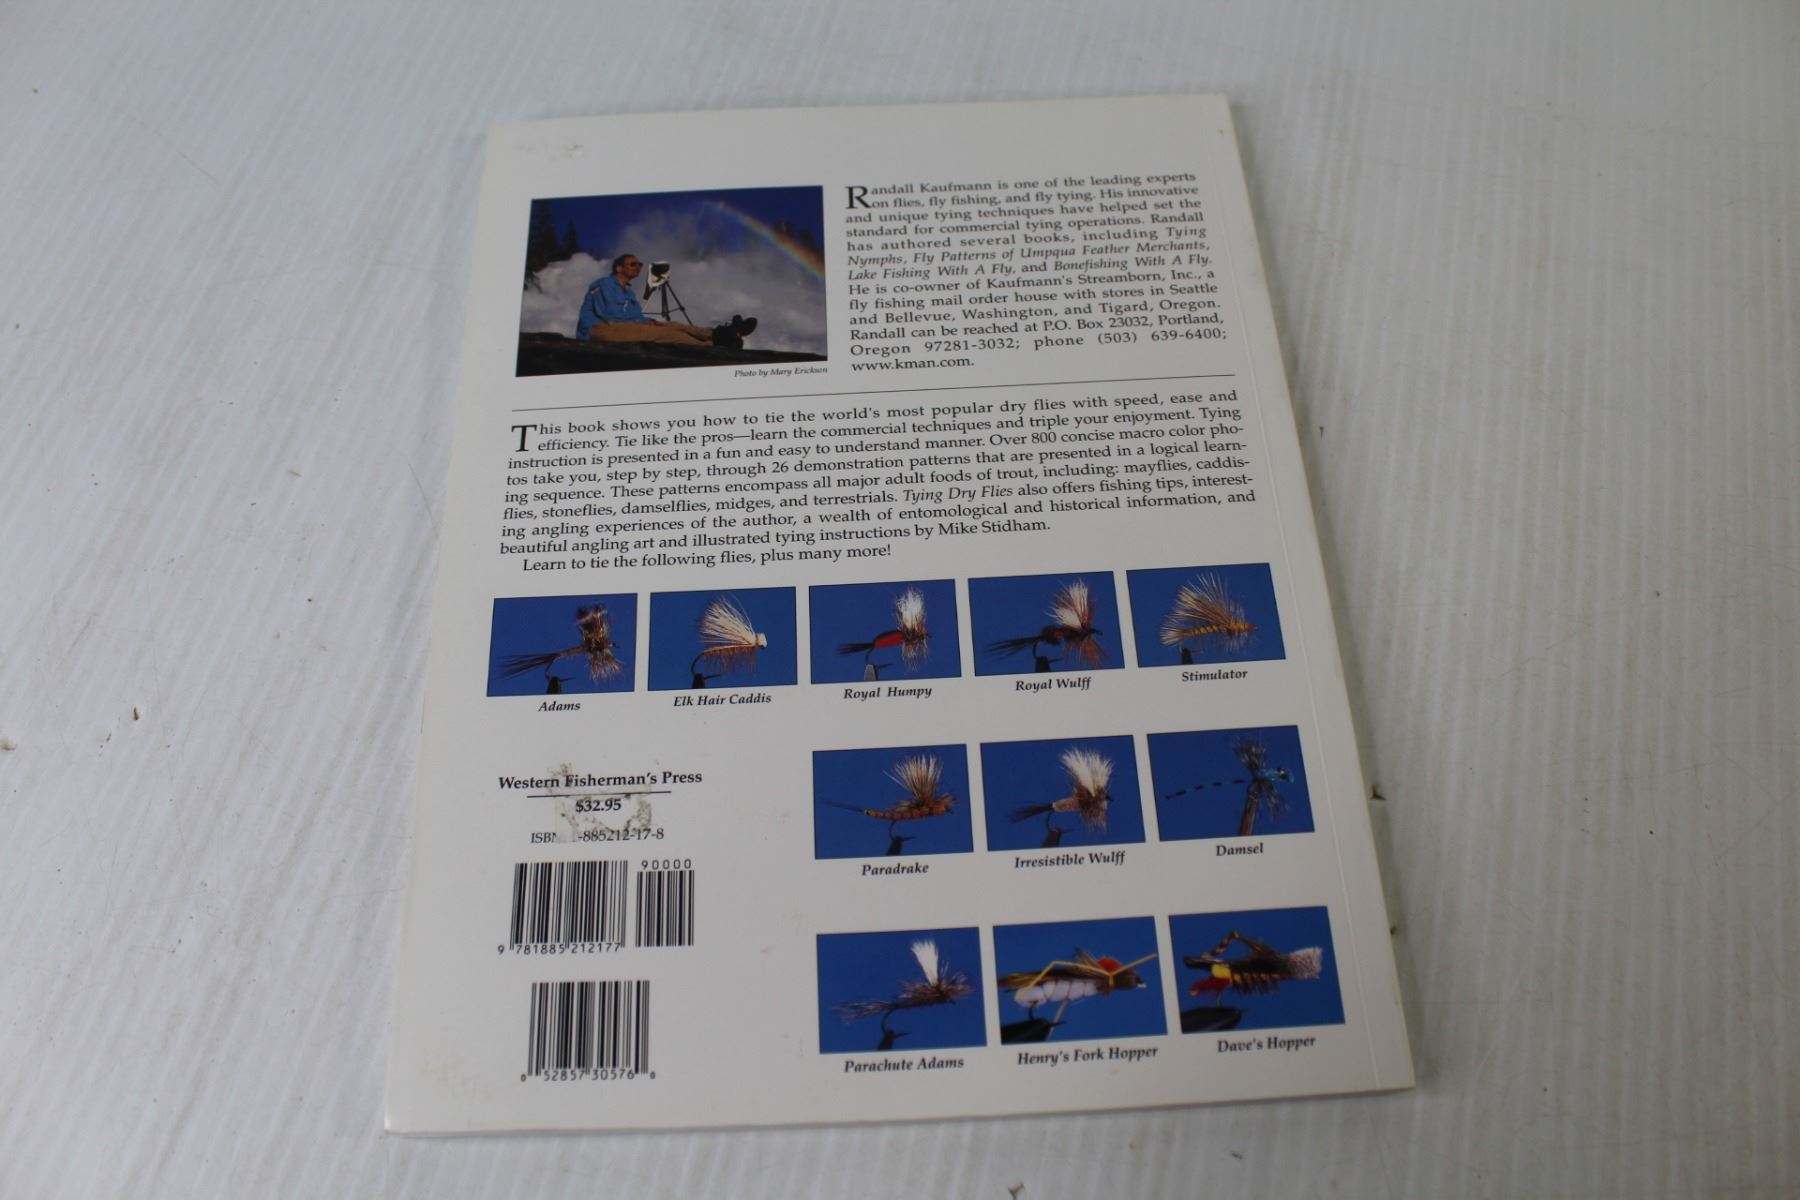 Randall Kaufmann is one of the leading experts
on flies, fly fishing, and fly tying. His innovative
and unique tying techniques have helped set the
standard for commercial tying operations. Randall
has authored several books, including Tying
Nymphs, Fly Patterns of Umpqua Feather Merchants,
Lake Fishing With A Fly, and Bonefishing With A Fly.
He is co-owner of Kaufmann's Streamborn, Inc., a
fly fishing mail order house with stores in Seattle
and Bellevue, Washington, and Tigard, Oregon.
Randall can be reached at P.O. Box 23032, Portland,
Oregon 97281-3032; phone (503) 639-6400;
www.kman.com.
Photo by Mary Erickson
This book shows you how to tie the world's most popular dry flies with speed, ease and
efficiency. Tie like the pros—learn the commercial techniques and triple your enjoyment. Tying
instruction is presented in a fun and easy to understand manner. Over 800 concise macro color pho-
tos take you, step by step, through 26 demonstration patterns that are presented in a logical learn-
ing sequence. These patterns encompass all major adult foods of trout, including: mayflies, caddis-
flies, stoneflies, damselflies, midges, and terrestrials. Tying Dry Flies also offers fishing tips, interest-
ing angling experiences of the author, a wealth of entomological and historical information, and
beautiful angling art and illustrated tying instructions by Mike Stidham.
Learn to tie the following flies, plus many more!
Adams
Elk Hair Caddis
Royal Humpy
Royal Wulff
Stimulator
Western Fisherman's Press
$32.95
ISBN -885212-17-8
90000
9 781885 212177
0 52857 30576 0
Paradrake
Irresistible Wulff
Damsel
Parachute Adams
Henry's Fork Hopper
Dave's Hopper